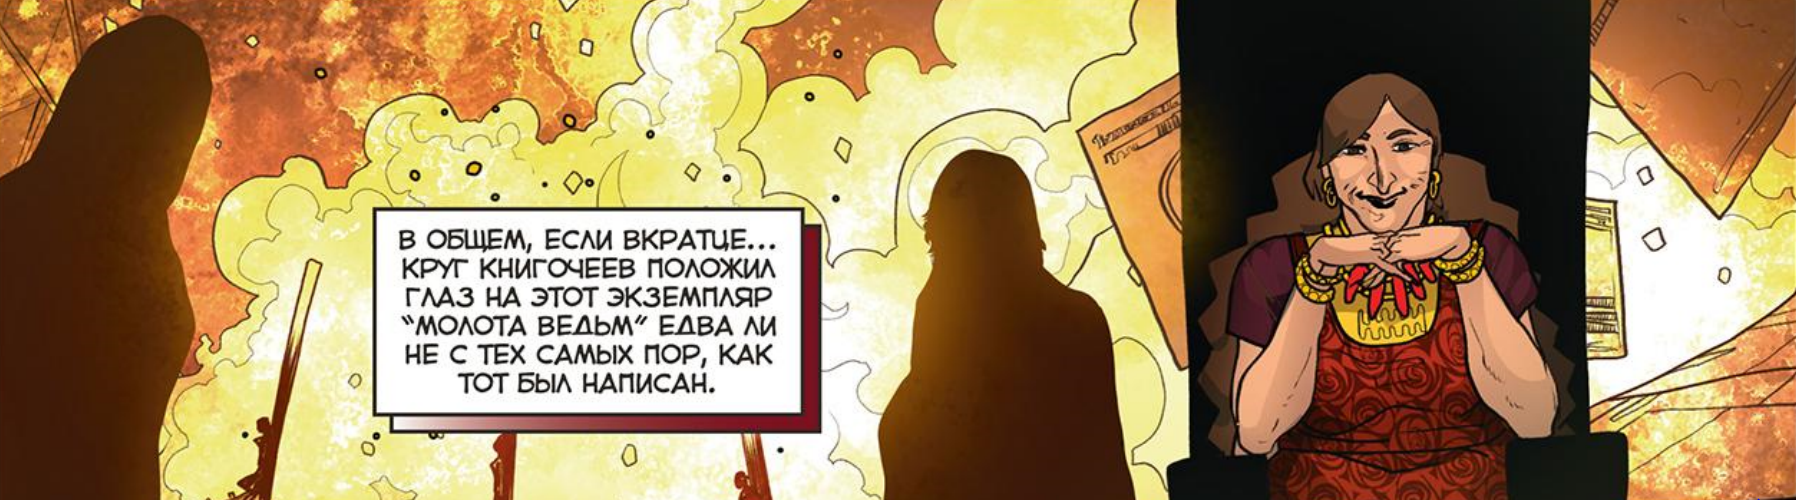 В ОБЩЕМ, ЕСЛИ ВКРАТЦЕ...
КРУГ КНИГОЧЕЕВ ПОЛОЖИЛ
ГЛАЗ НА ЭТОТ ЭКЗЕМПЛЯР
“МОЛОТА ВЕДЬМ” ЕДВА ЛИ
НЕ С ТЕХ САМЫХ ПОР, КАК
ТОТ БЫЛ НАПИСАН.